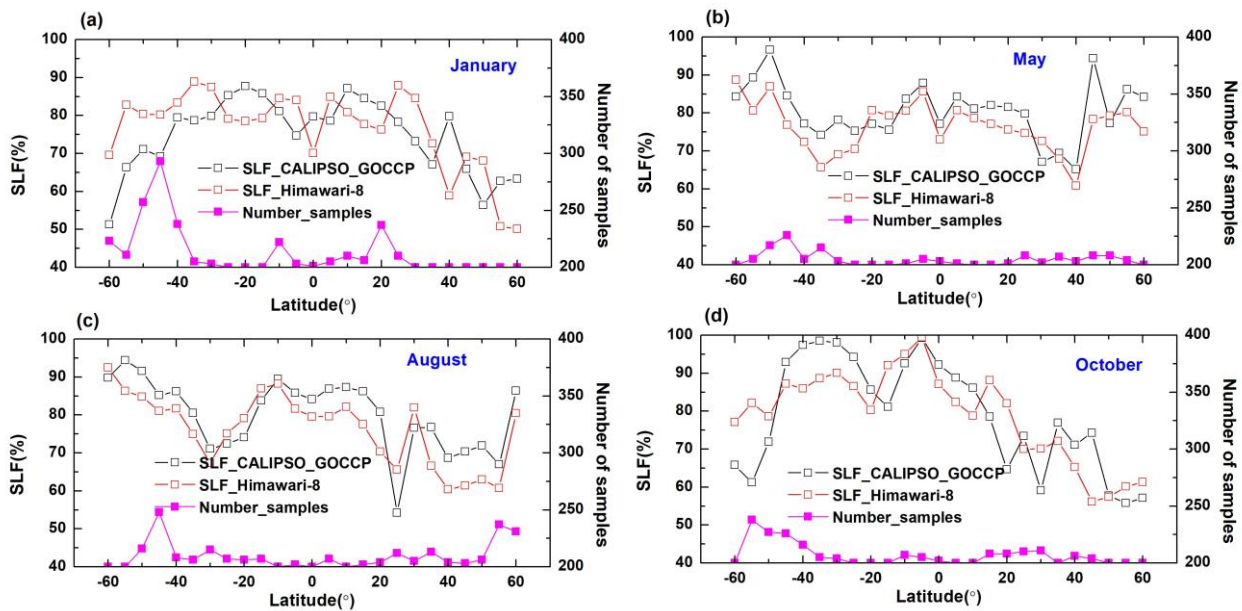 (a)
January
SLF(%)
100
90
80
70
60
50
40
400
350
300
250
200
Number of samples
SLF_CALIPSO_GOCCP
SLF_Himawari-8
Number_samples
-60 -40 -20 0 20 40 60
Latitude(°)
(b)
May
SLF(%)
100
90
80
70
60
50
40
400
350
300
250
200
Number of samples
SLF_CALIPSO_GOCCP
SLF_Himawari-8
Number_samples
-60 -40 -20 0 20 40 60
Latitude(°)
(c)
August
SLF(%)
100
90
80
70
60
50
40
400
350
300
250
200
Number of samples
SLF_CALIPSO_GOCCP
SLF_Himawari-8
Number_samples
-60 -40 -20 0 20 40 60
Latitude(°)
(d)
October
SLF(%)
100
90
80
70
60
50
40
400
350
300
250
200
Number of samples
SLF_CALIPSO_GOCCP
SLF_Himawari-8
Number_samples
-60 -40 -20 0 20 40 60
Latitude(°)